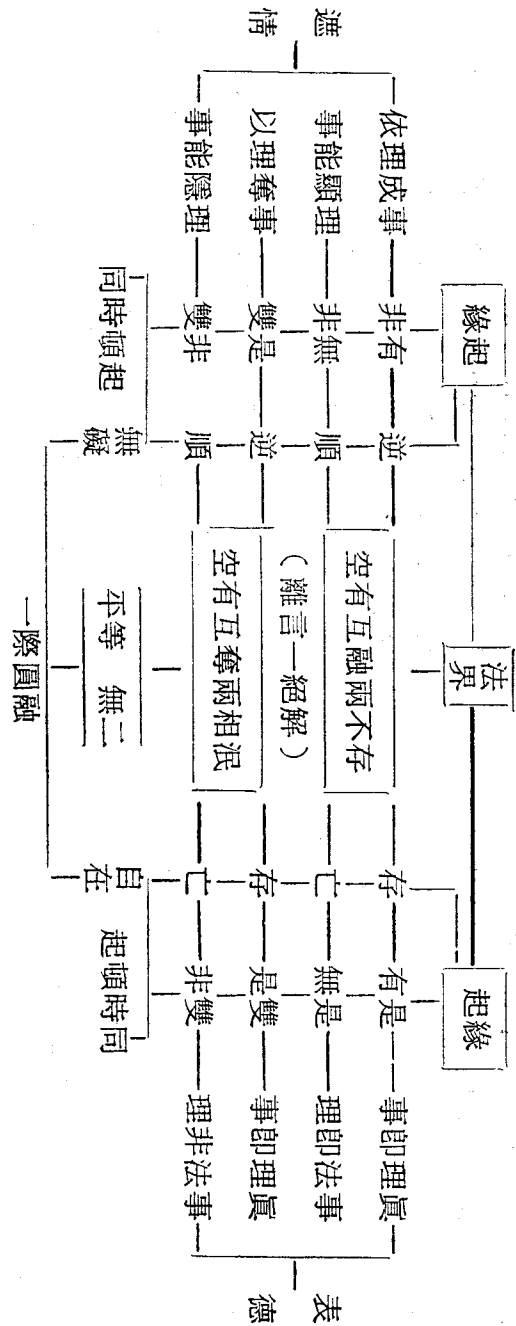 緣起 法界 起緣
依理成事 非有 逆 存 有是 事卽理眞
空有互融兩不存
遮情
事能顯理 非無 順 亡 無是 理卽法事
表德
(離言一絕解)
以理奪事 雙是 逆 存 是雙 事卽理眞
空有互奪兩相泯
事能隱理 雙非 順 亡 非雙 理非法事
同時頓起 無礙 平等 無二 自在 起頓時同
一際圓融